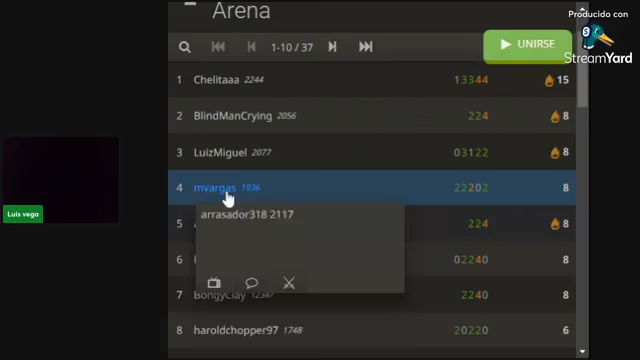 Producido con
StreamYard
Arena
1-10 / 37
UNIRSE
1 Chelitaaa 2244 13344 15
2 BlindManCrying 2056 224 8
3 LuizMiguel 2077 03122 8
4 mvargas 1936 22202 8
arrasador318 2117
5 224 8
6 02240 8
7 BongyClay 2240 8
8 haroldchopper97 1748 20220 6
Luis vega